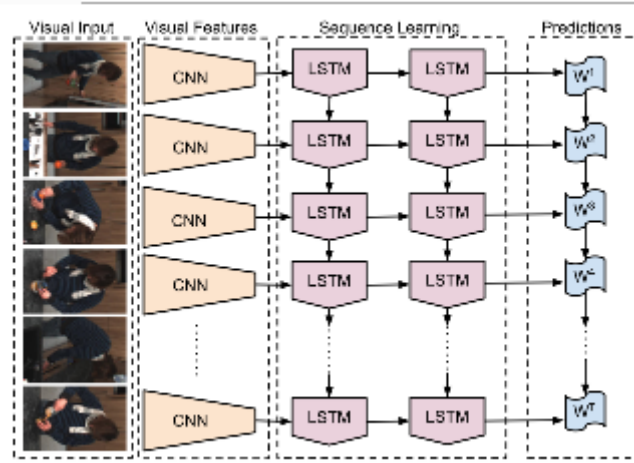 Visual Input Visual Features Sequence Learning Predictions
CNN LSTM LSTM W¹
CNN LSTM LSTM W²
CNN LSTM LSTM W³
CNN LSTM LSTM W⁴
CNN LSTM LSTM Wᵀ